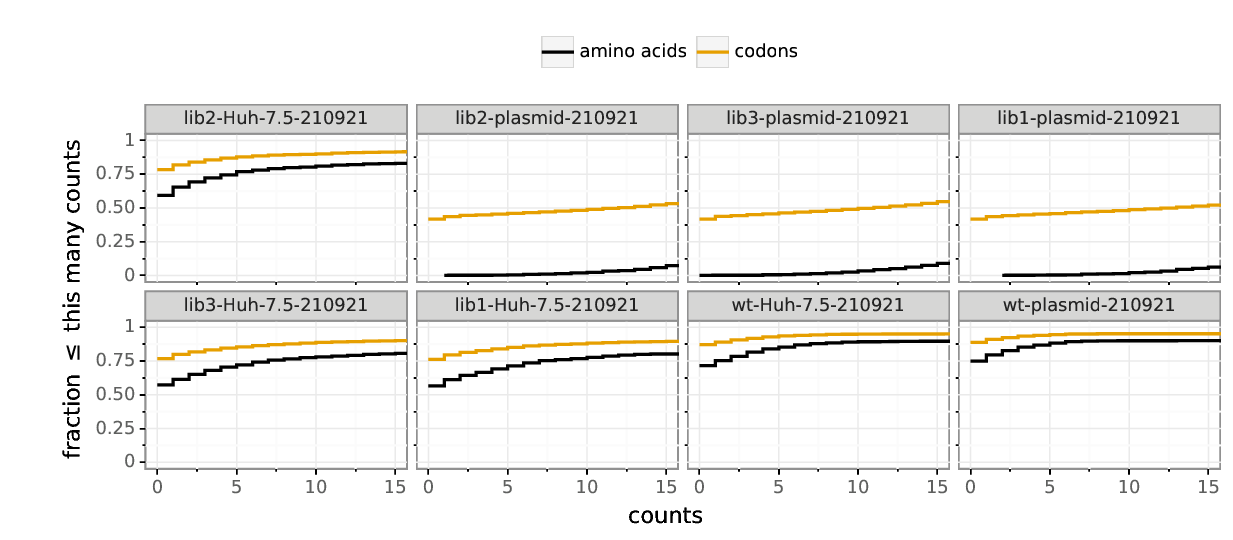 amino acids codons
lib2-Huh-7.5-210921 lib2-plasmid-210921 lib3-plasmid-210921 lib1-plasmid-210921
1
0.75
0.50
0.25
0
lib3-Huh-7.5-210921 lib1-Huh-7.5-210921 wt-Huh-7.5-210921 wt-plasmid-210921
1
0.75
0.50
0.25
0
0 5 10 15 0 5 10 15 0 5 10 15 0 5 10 15
counts
fraction ≤ this many counts